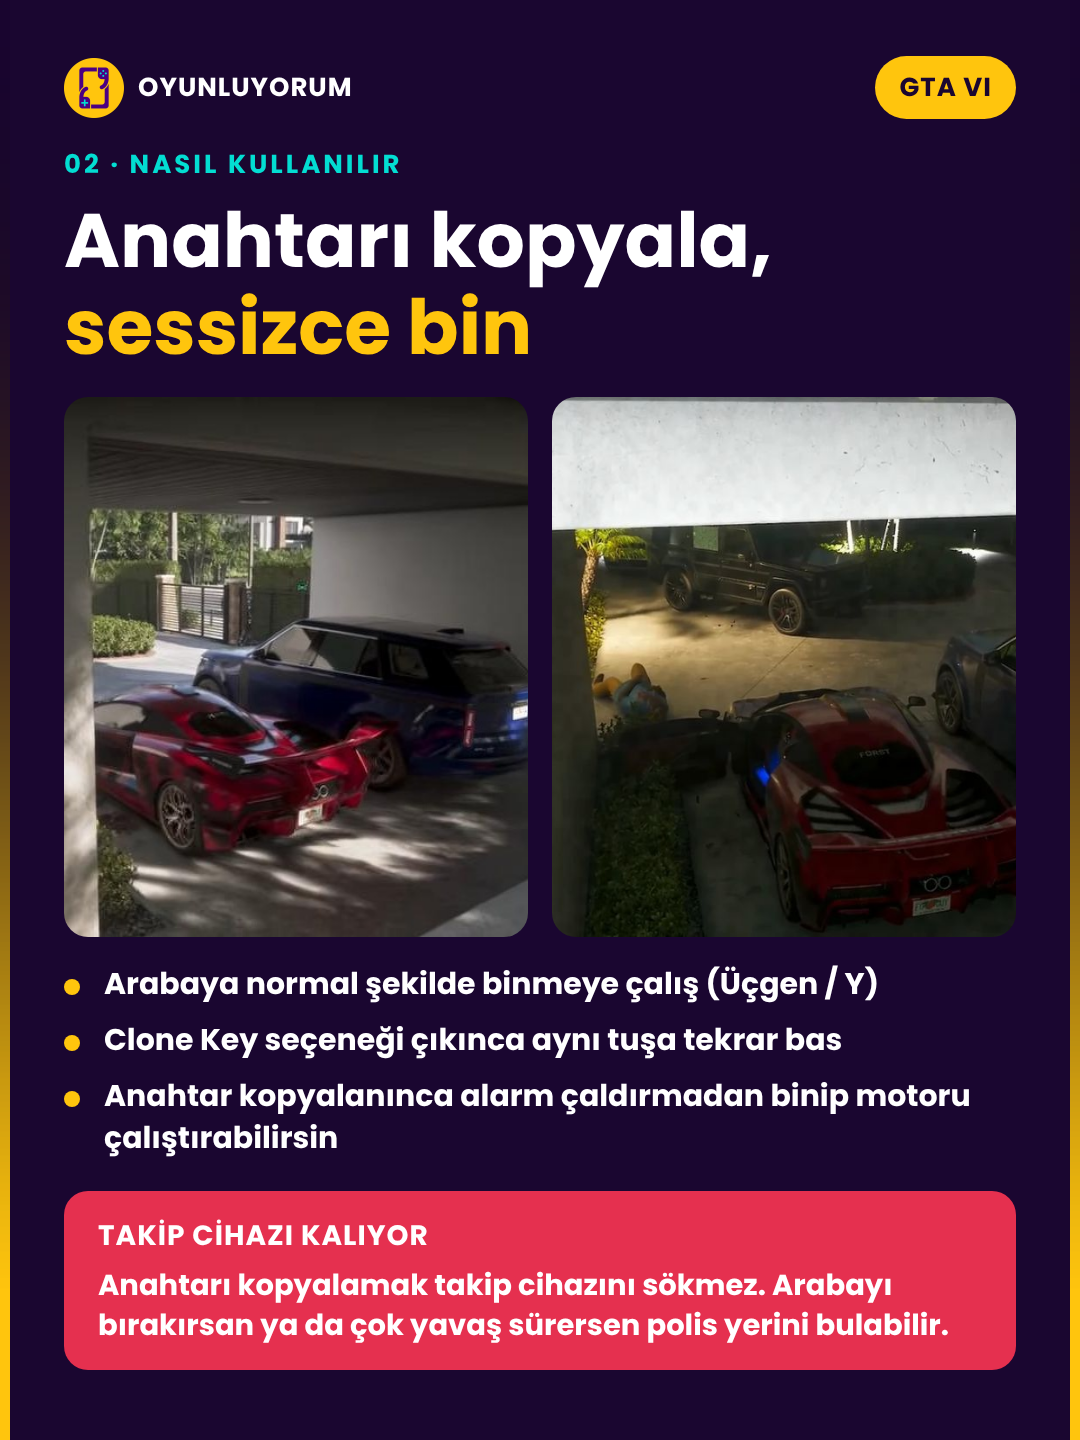 OYUNLUYORUM
GTA VI
02 · NASIL KULLANILIR
Anahtarı kopyala,
sessizce bin
FORST
Arabaya normal şekilde binmeye çalış (Üçgen / Y)
Clone Key seçeneği çıkınca aynı tuşa tekrar bas
Anahtar kopyalanınca alarm çaldırmadan binip motoru
çalıştırabilirsin
TAKİP CİHAZI KALIYOR
Anahtarı kopyalamak takip cihazını sökmez. Arabayı
bırakırsan ya da çok yavaş sürersen polis yerini bulabilir.